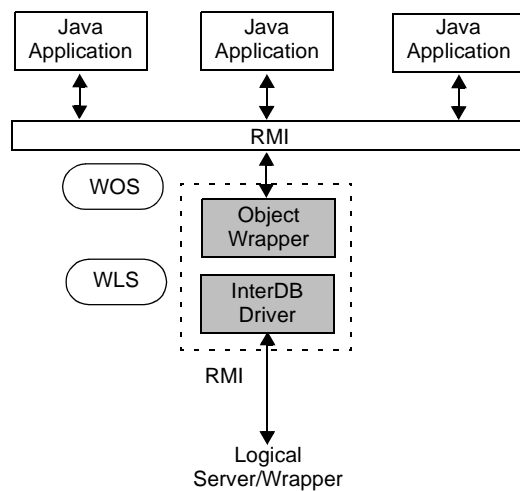 Java
Application
Java
Application
Java
Application
RMI
WOS
Object
Wrapper
WLS
InterDB
Driver
RMI
Logical
Server/Wrapper